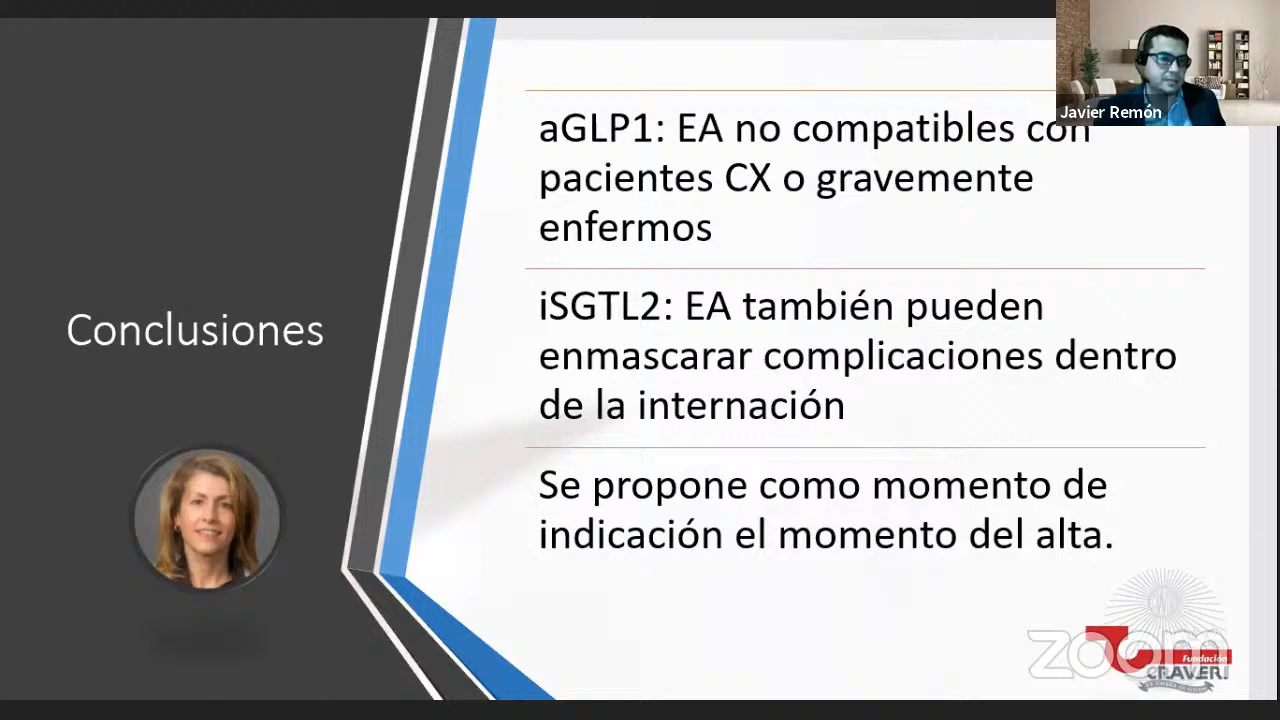 Javier Remón
aGLP1: EA no compatibles con
pacientes CX o gravemente
enfermos
iSGTL2: EA también pueden
enmascarar complicaciones dentro
de la internación
Conclusiones
Se propone como momento de
indicación el momento del alta.
zoom
Fundación
CRAVERI